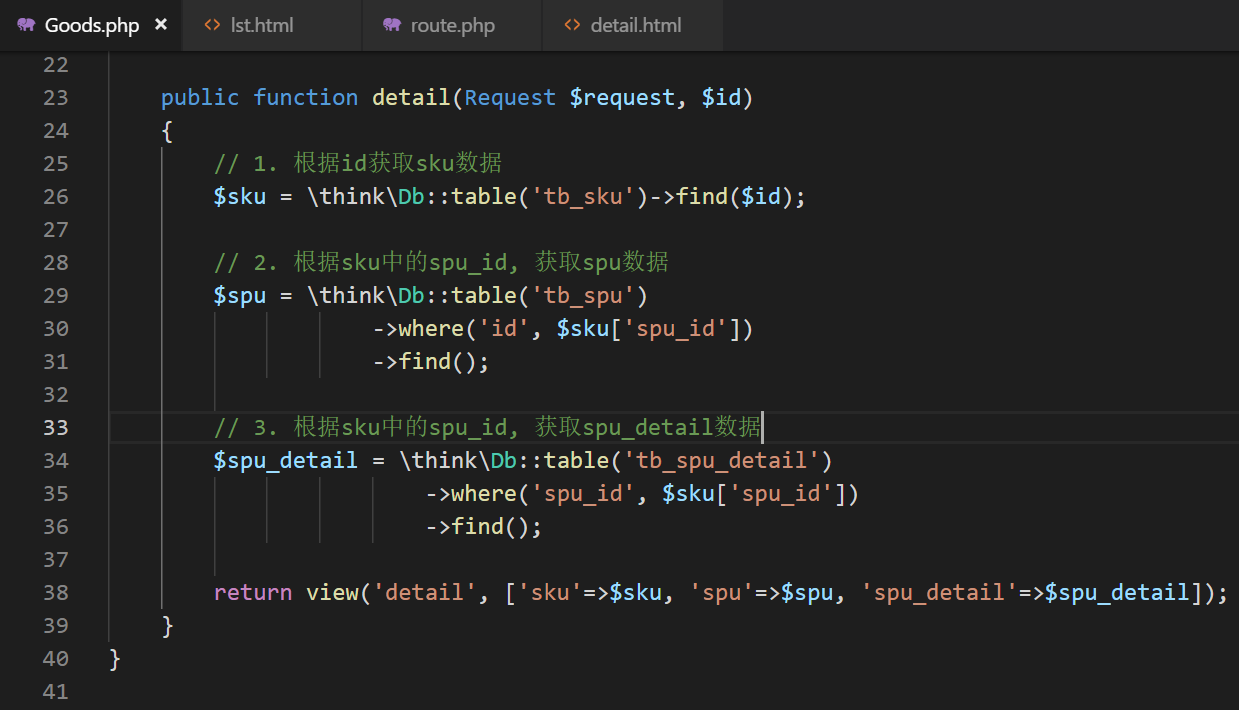 Goods.php × <> lst.html route.php <> detail.html
22
23 public function detail(Request $request, $id)
24 {
25 // 1. 根据id获取sku数据
26 $sku = \think\Db::table('tb_sku')->find($id);
27
28 // 2. 根据sku中的spu_id, 获取spu数据
29 $spu = \think\Db::table('tb_spu')
30 ->where('id', $sku['spu_id'])
31 ->find();
32
33 // 3. 根据sku中的spu_id, 获取spu_detail数据
34 $spu_detail = \think\Db::table('tb_spu_detail')
35 ->where('spu_id', $sku['spu_id'])
36 ->find();
37
38 return view('detail', ['sku'=>$sku, 'spu'=>$spu, 'spu_detail'=>$spu_detail]);
39 }
40 }
41